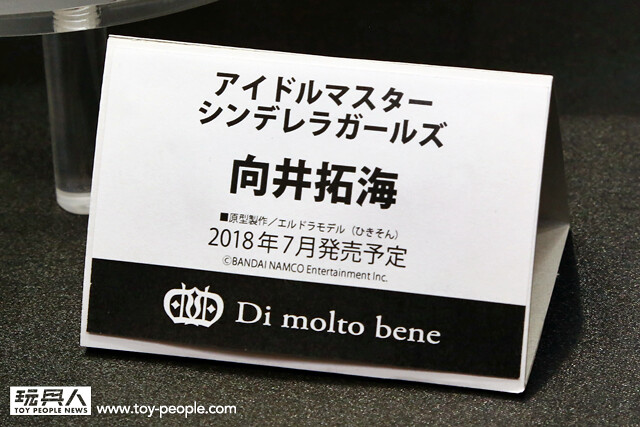 アイドルマスター
シンデレラガールズ
向井拓海
■原型製作／エルドラモデル（ひきそん）
2018年7月発売予定
©BANDAI NAMCO Entertainment Inc.
Di molto bene
玩具人
TOY PEOPLE NEWS
www.toy-people.com